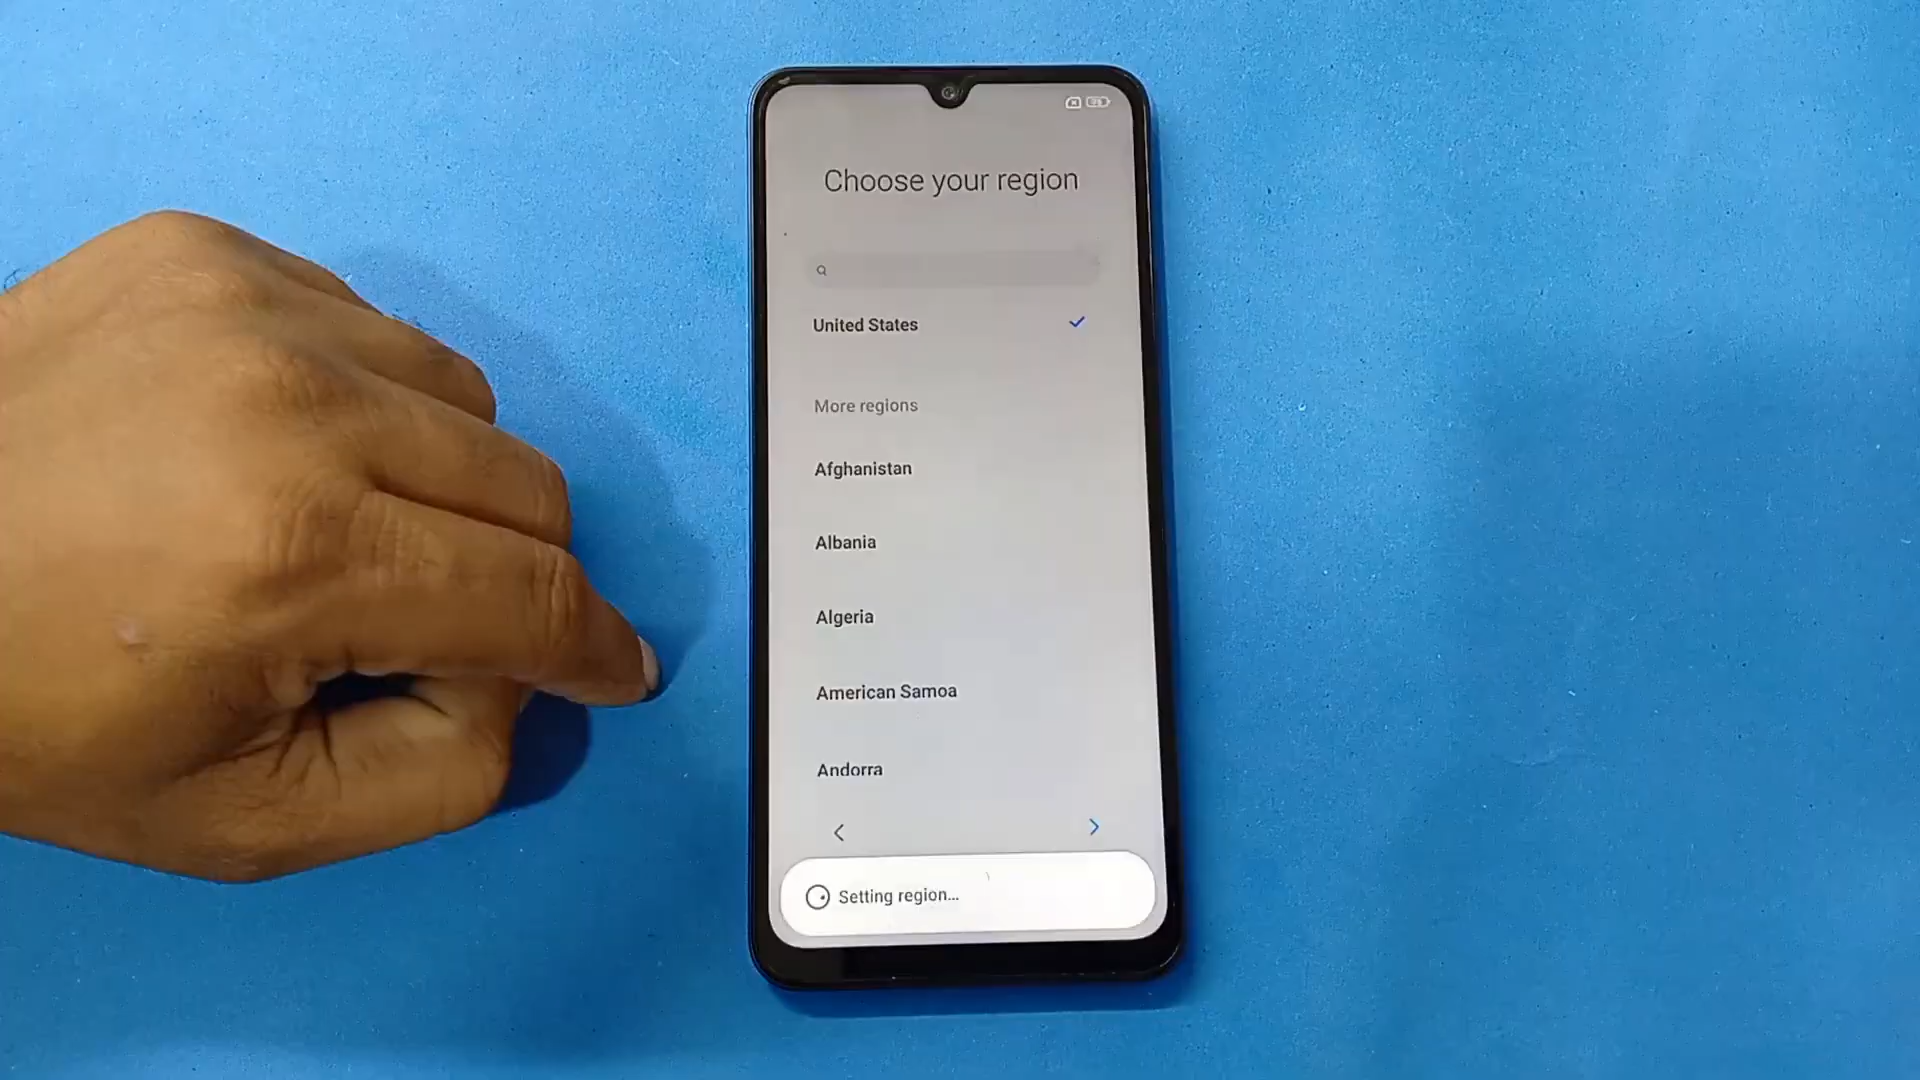 Choose your region
United States
More regions
Afghanistan
Albania
Algeria
American Samoa
Andorra
Setting region...